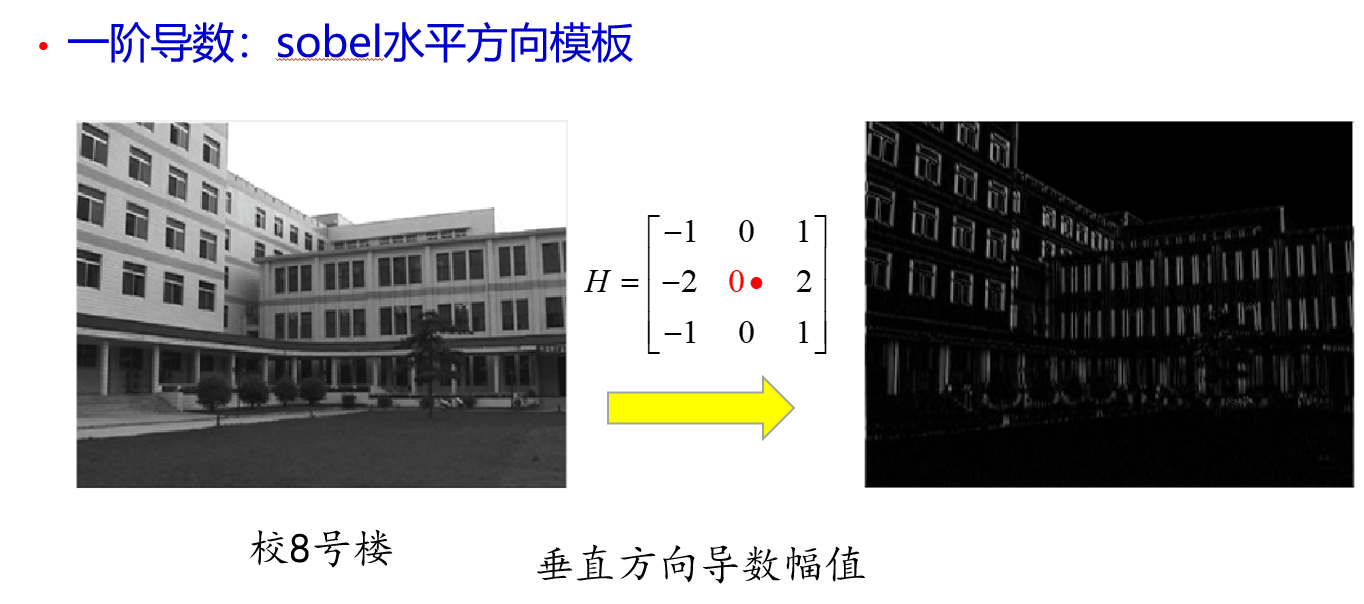 • 一阶导数：sobel水平方向模板
H = [ −1 0 1
−2 0• 2
−1 0 1 ]
校8号楼
垂直方向导数幅值